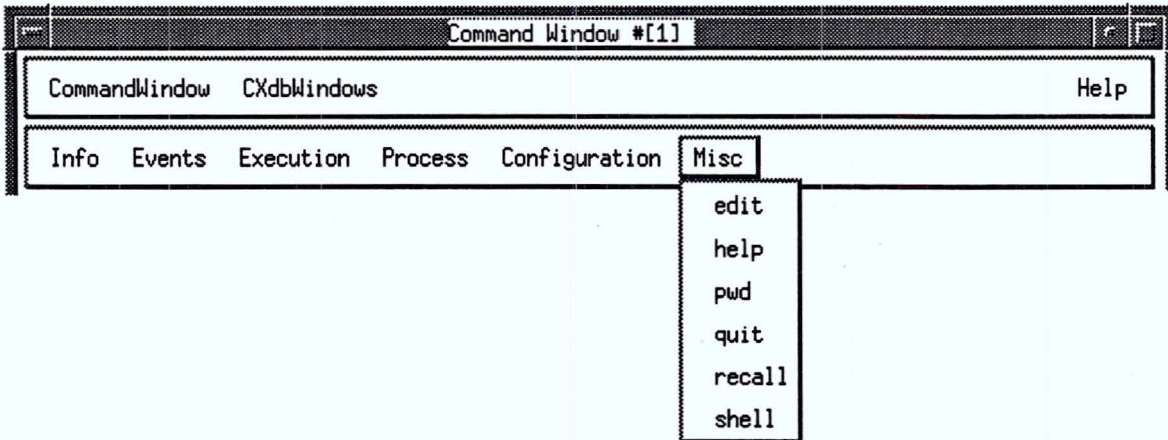 Command Window #[1]
CommandWindow CXdbWindows Help
Info Events Execution Process Configuration Misc
edit
help
pwd
quit
recall
shell